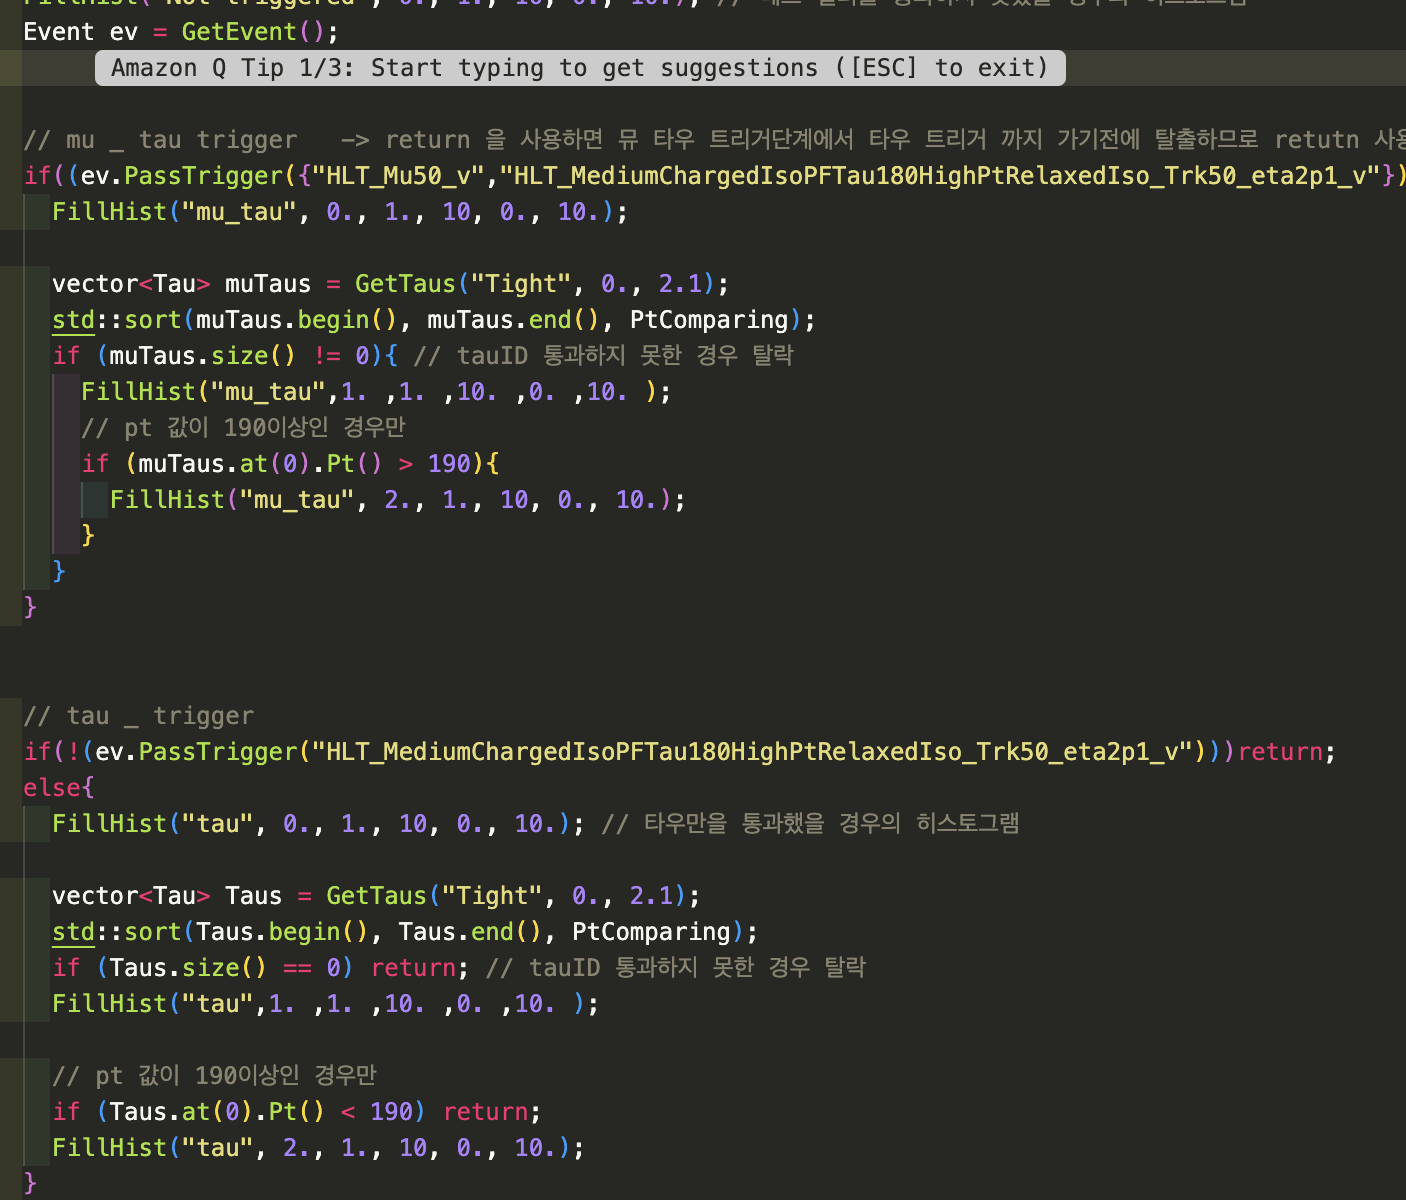 Event ev = GetEvent();
Amazon Q Tip 1/3: Start typing to get suggestions ([ESC] to exit)
// mu _ tau trigger   -> return 을 사용하면 뮤 타우 트리거단계에서 타우 트리거 까지 가기전에 탈출하므로 retutn 사용
if((ev.PassTrigger({"HLT_Mu50_v","HLT_MediumChargedIsoPFTau180HighPtRelaxedIso_Trk50_eta2p1_v"})
FillHist("mu_tau", 0., 1., 10, 0., 10.);
vector<Tau> muTaus = GetTaus("Tight", 0., 2.1);
std::sort(muTaus.begin(), muTaus.end(), PtComparing);
if (muTaus.size() != 0){ // tauID 통과하지 못한 경우 탈락
FillHist("mu_tau",1. ,1. ,10. ,0. ,10. );
// pt 값이 190이상인 경우만
if (muTaus.at(0).Pt() > 190){
FillHist("mu_tau", 2., 1., 10, 0., 10.);
}
}
}
// tau _ trigger
if(!(ev.PassTrigger("HLT_MediumChargedIsoPFTau180HighPtRelaxedIso_Trk50_eta2p1_v")))return;
else{
FillHist("tau", 0., 1., 10, 0., 10.); // 타우만을 통과했을 경우의 히스토그램
vector<Tau> Taus = GetTaus("Tight", 0., 2.1);
std::sort(Taus.begin(), Taus.end(), PtComparing);
if (Taus.size() == 0) return; // tauID 통과하지 못한 경우 탈락
FillHist("tau",1. ,1. ,10. ,0. ,10. );
// pt 값이 190이상인 경우만
if (Taus.at(0).Pt() < 190) return;
FillHist("tau", 2., 1., 10, 0., 10.);
}